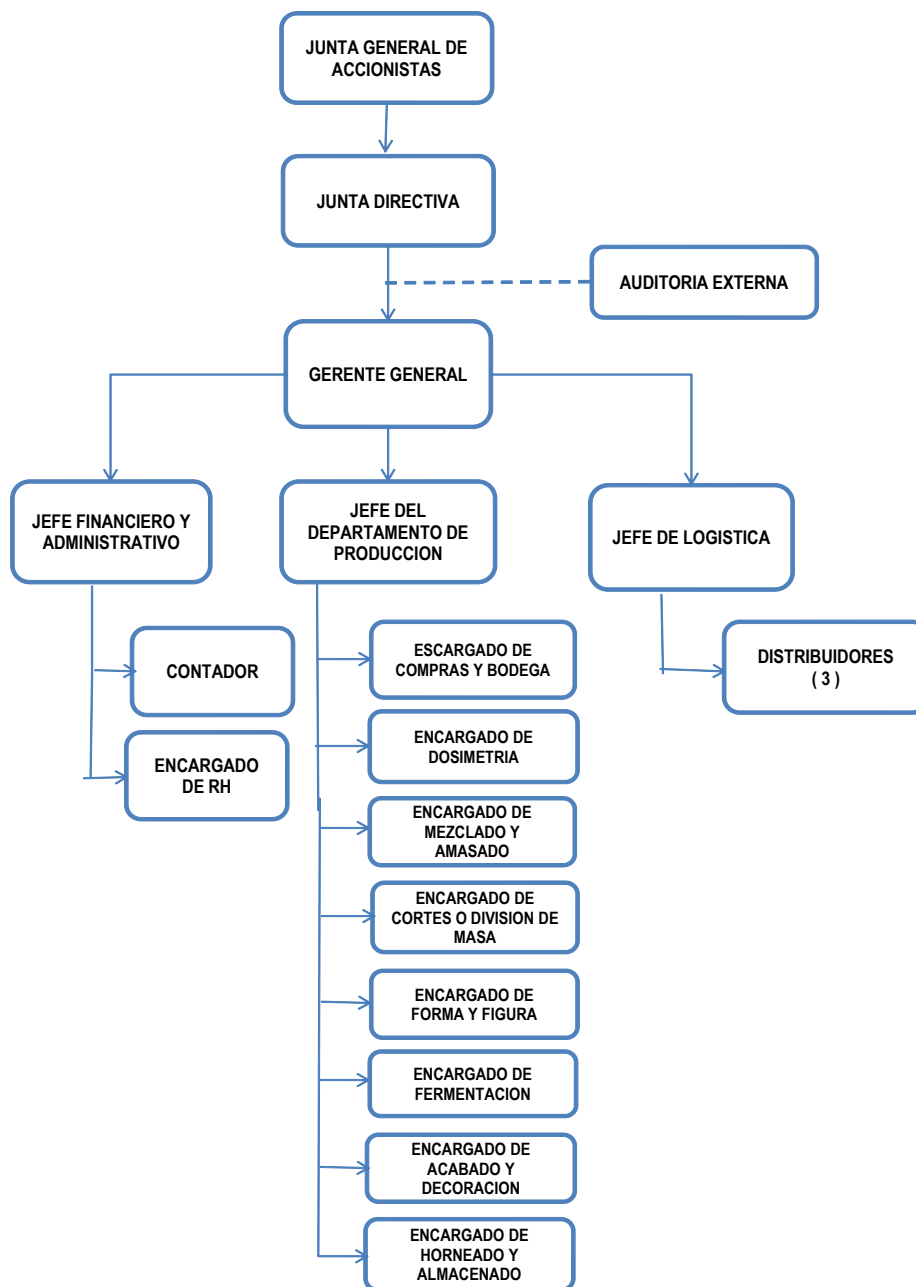 JUNTA GENERAL DE
ACCIONISTAS
JUNTA DIRECTIVA
AUDITORIA EXTERNA
GERENTE GENERAL
JEFE FINANCIERO Y
ADMINISTRATIVO
JEFE DEL
DEPARTAMENTO DE
PRODUCCION
JEFE DE LOGISTICA
CONTADOR
ENCARGADO
DE RH
ESCARGADO DE
COMPRAS Y BODEGA
ENCARGADO DE
DOSIMETRIA
ENCARGADO DE
MEZCLADO Y
AMASADO
ENCARGADO DE
CORTES O DIVISION DE
MASA
ENCARGADO DE
FORMA Y FIGURA
ENCARGADO DE
FERMENTACION
ENCARGADO DE
ACABADO Y
DECORACION
ENCARGADO DE
HORNEADO Y
ALMACENADO
DISTRIBUIDORES
( 3 )